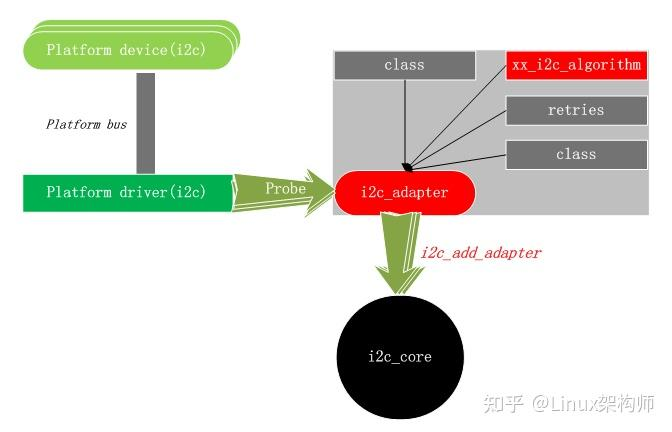 Platform device(i2c)
class
xx_i2c_algorithm
retries
Platform bus
class
Platform driver(i2c)
Probe
i2c_adapter
i2c_add_adapter
i2c_core
知乎 @Linux架构师